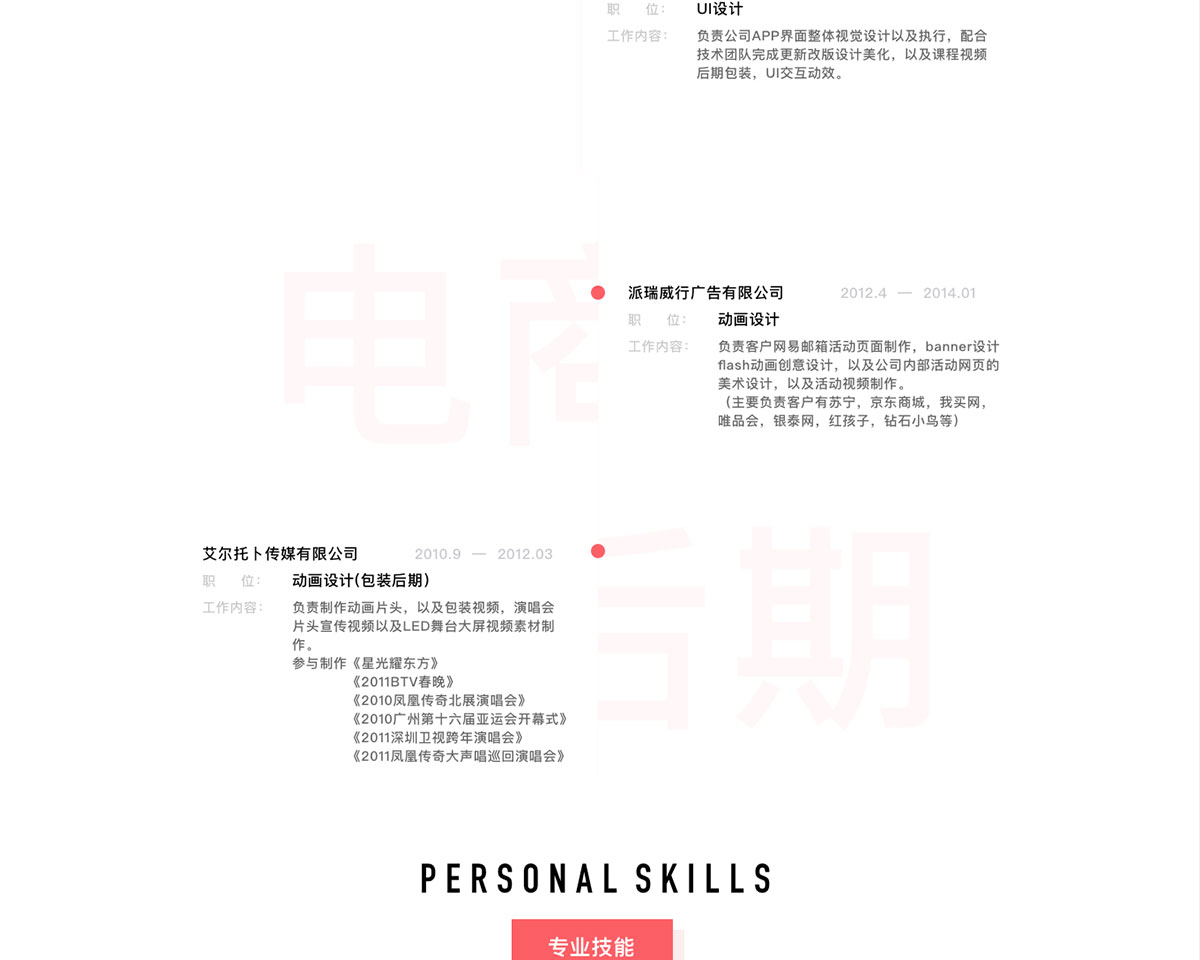 职 位： UI设计
工作内容： 负责公司APP界面整体视觉设计以及执行，配合
技术团队完成更新改版设计美化，以及课程视频
后期包装，UI交互动效。
电商
派瑞威行广告有限公司 2012.4 — 2014.01
职 位： 动画设计
工作内容： 负责客户网易邮箱活动页面制作，banner设计
flash动画创意设计，以及公司内部活动网页的
美术设计，以及活动视频制作。
（主要负责客户有苏宁，京东商城，我买网，
唯品会，银泰网，红孩子，钻石小鸟等）
后期
艾尔托卜传媒有限公司 2010.9 — 2012.03
职 位： 动画设计(包装后期)
工作内容： 负责制作动画片头，以及包装视频，演唱会
片头宣传视频以及LED舞台大屏视频素材制
作。
参与制作《星光耀东方》
《2011BTV春晚》
《2010凤凰传奇北展演唱会》
《2010广州第十六届亚运会开幕式》
《2011深圳卫视跨年演唱会》
《2011凤凰传奇大声唱巡回演唱会》
PERSONAL SKILLS
专业技能